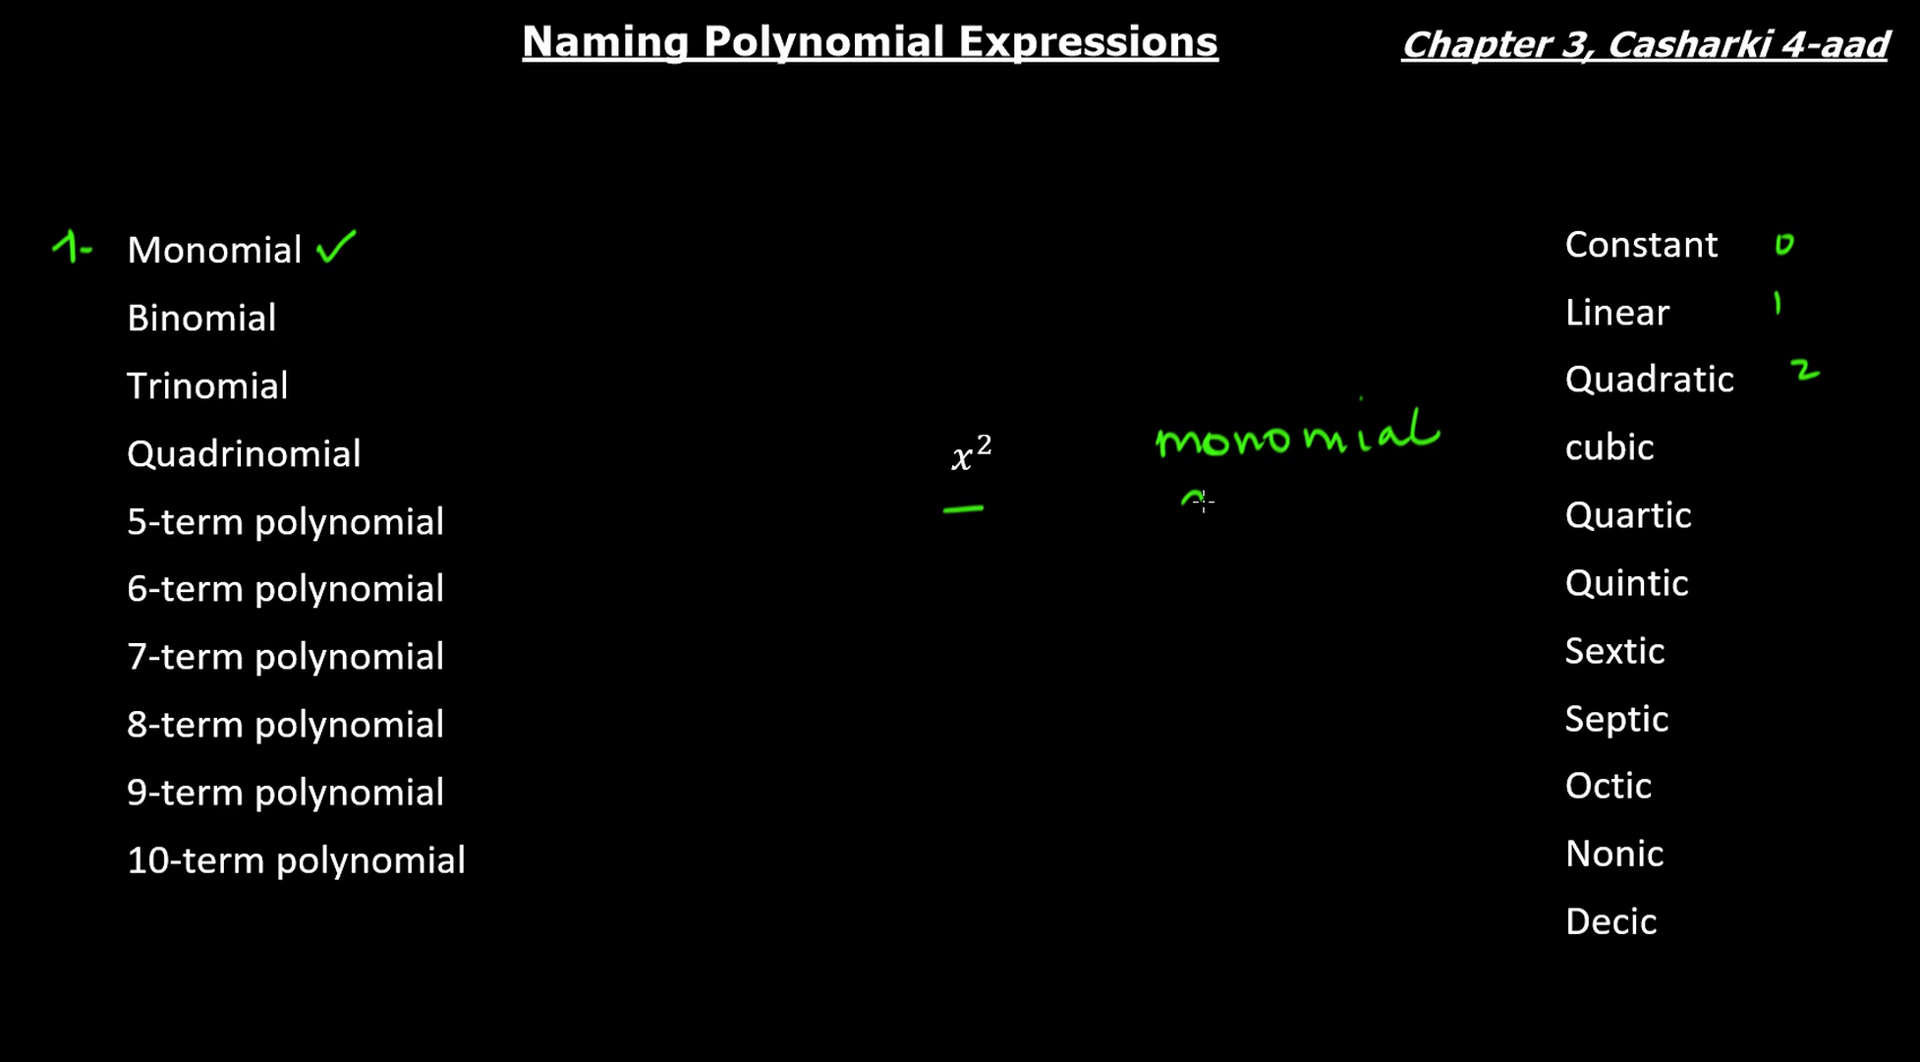 Naming Polynomial Expressions
Chapter 3, Casharki 4-aad
1- Monomial ✓
Binomial
Trinomial
Quadrinomial
5-term polynomial
6-term polynomial
7-term polynomial
8-term polynomial
9-term polynomial
10-term polynomial
x²
monomial
Constant 0
Linear 1
Quadratic 2
cubic
Quartic
Quintic
Sextic
Septic
Octic
Nonic
Decic